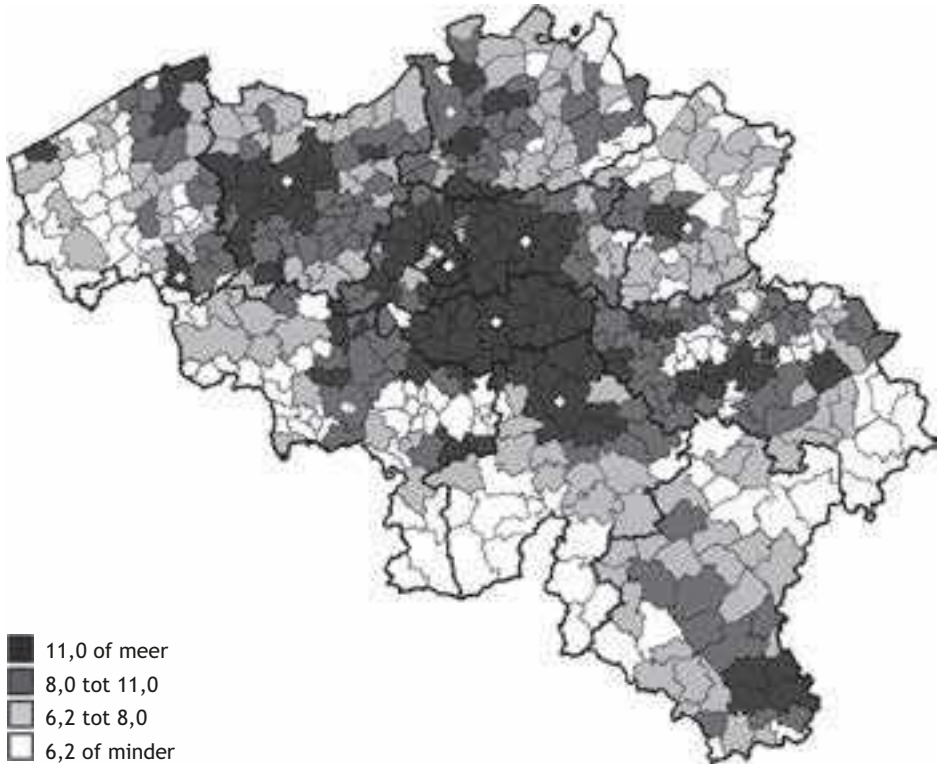 11,0 of meer
8,0 tot 11,0
6,2 tot 8,0
6,2 of minder